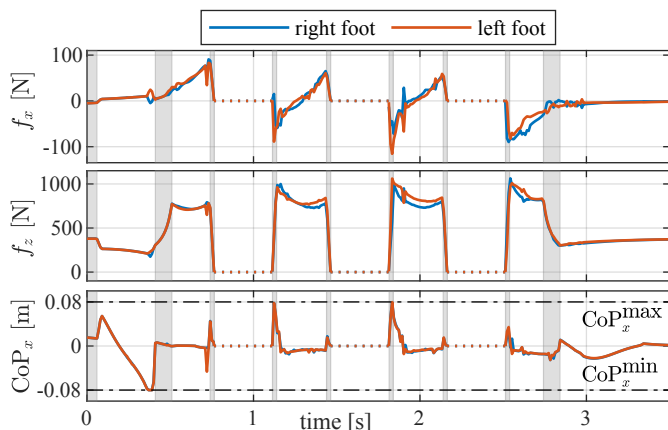 right foot left foot
100
0
-100
f_x [N]
1000
500
0
f_z [N]
0.08
0
-0.08
CoP_x [m]
CoP_x^max
CoP_x^min
0 1 2 3
time [s]